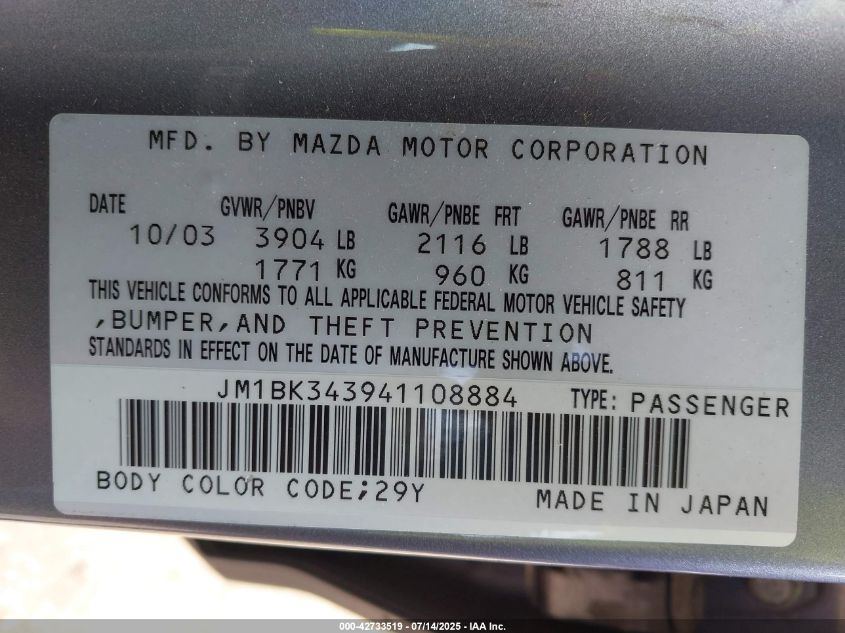 MFD. BY MAZDA MOTOR CORPORATION
DATE GVWR/PNBV GAWR/PNBE FRT GAWR/PNBE RR
10/03 3904 LB 2116 LB 1788 LB
1771 KG 960 KG 811 KG
THIS VEHICLE CONFORMS TO ALL APPLICABLE FEDERAL MOTOR VEHICLE SAFETY
,BUMPER,AND THEFT PREVENTION
STANDARDS IN EFFECT ON THE DATE OF MANUFACTURE SHOWN ABOVE.
JM1BK343941108884 TYPE: PASSENGER
BODY COLOR CODE;29Y MADE IN JAPAN
000-42733519 - 07/14/2025 - IAA Inc.